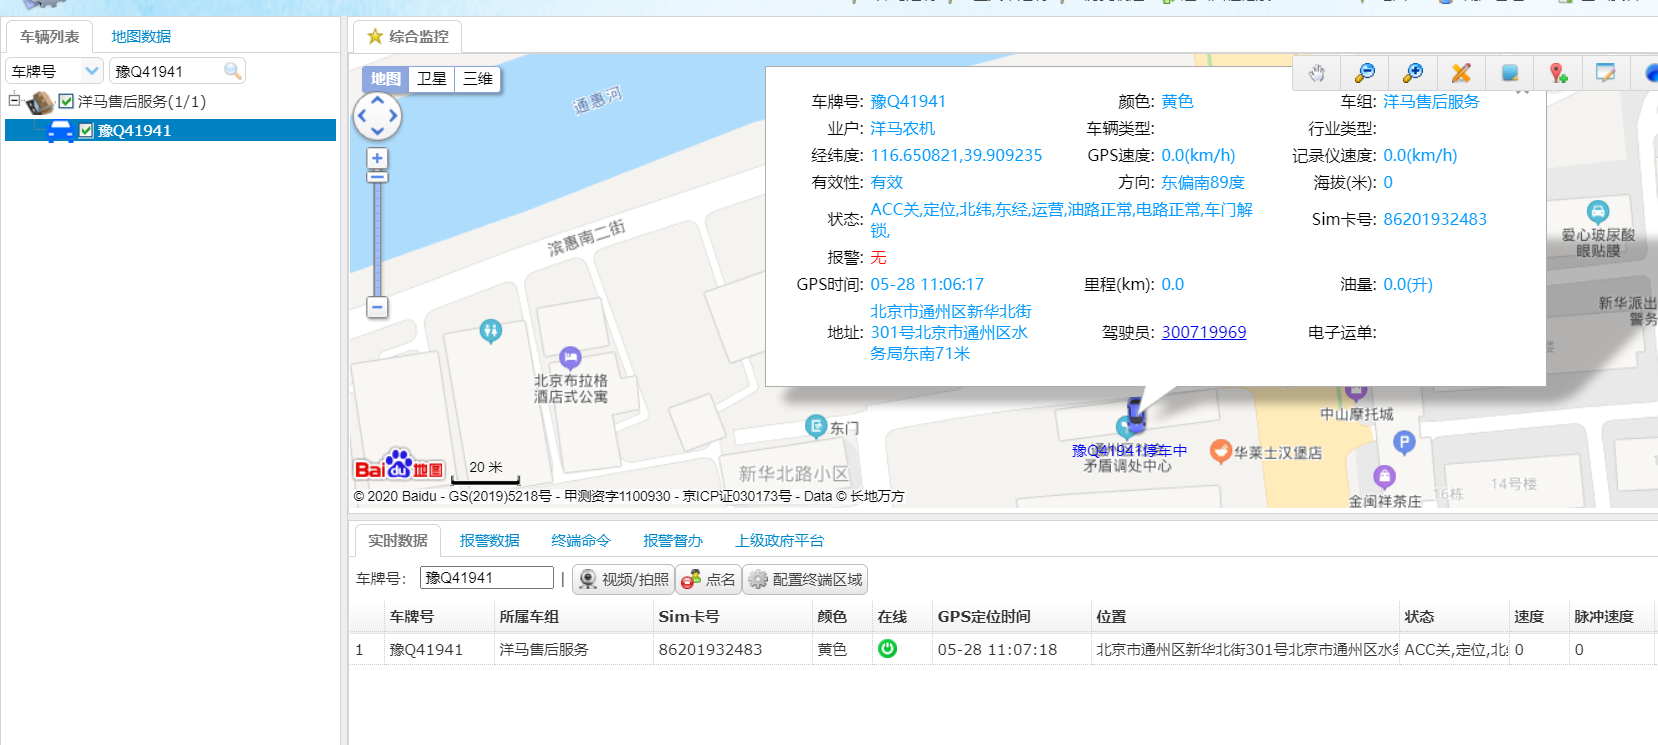 车辆列表
地图数据
车牌号
豫Q41941
洋马售后服务(1/1)
豫Q41941
综合监控
地图
卫星
三维
通惠河
滨惠南二街
车牌号: 豫Q41941
颜色: 黄色
车组: 洋马售后服务
业户: 洋马农机
车辆类型:
行业类型:
经纬度: 116.650821,39.909235
GPS速度: 0.0(km/h)
记录仪速度: 0.0(km/h)
有效性: 有效
方向: 东偏南89度
海拔(米): 0
状态: ACC关,定位,北纬,东经,运营,油路正常,电路正常,车门解
锁,
Sim卡号: 86201932483
报警: 无
GPS时间: 05-28 11:06:17
里程(km): 0.0
油量: 0.0(升)
地址: 北京市通州区新华北街
301号北京市通州区水
务局东南71米
驾驶员: 300719969
电子运单:
爱心玻尿酸
眼贴膜
新华派出
警务
北京布拉格
酒店式公寓
东门
新华北路小区
豫Q41941停车中
矛盾调处中心
华莱士汉堡店
中山摩托城
P
金闽祥茶庄
16栋
14号楼
Bai du 地图
20 米
© 2020 Baidu - GS(2019)5218号 - 甲测资字1100930 - 京ICP证030173号 - Data © 长地万方
实时数据
报警数据
终端命令
报警督办
上级政府平台
车牌号: 豫Q41941 |
视频/拍照
点名
配置终端区域
车牌号 所属车组 Sim卡号 颜色 在线 GPS定位时间 位置 状态 速度 脉冲速度
1 豫Q41941 洋马售后服务 86201932483 黄色 05-28 11:07:18 北京市通州区新华北街301号北京市通州区水务 ACC关,定位,北 0 0